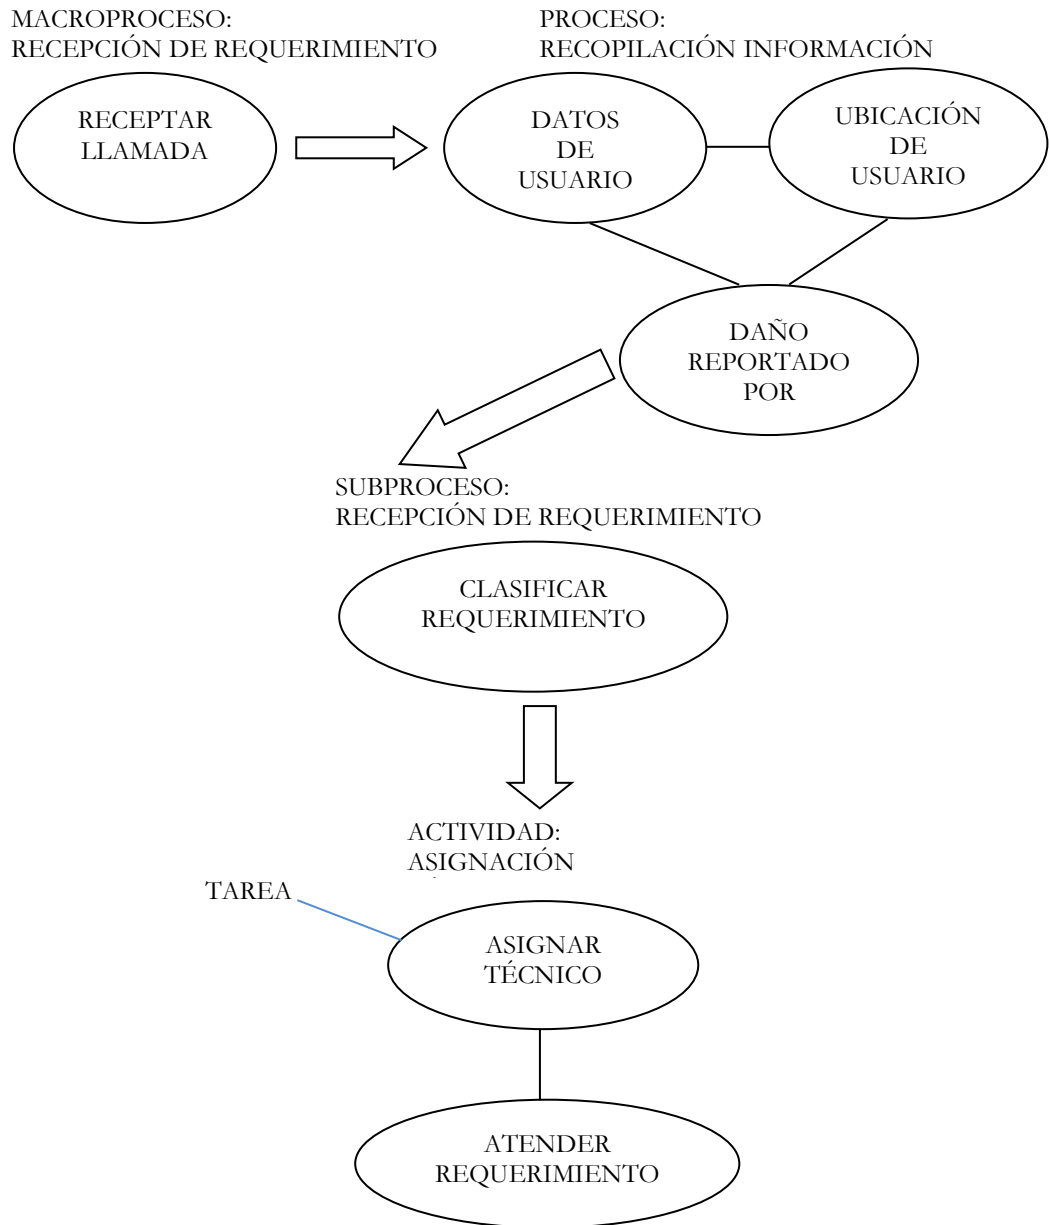 MACROPROCESO:
RECEPCIÓN DE REQUERIMIENTO
PROCESO:
RECOPILACIÓN INFORMACIÓN
RECEPTAR
LLAMADA
DATOS
DE
USUARIO
UBICACIÓN
DE
USUARIO
DAÑO
REPORTADO
POR
SUBPROCESO:
RECEPCIÓN DE REQUERIMIENTO
CLASIFICAR
REQUERIMIENTO
ACTIVIDAD:
ASIGNACIÓN
TAREA
ASIGNAR
TÉCNICO
ATENDER
REQUERIMIENTO